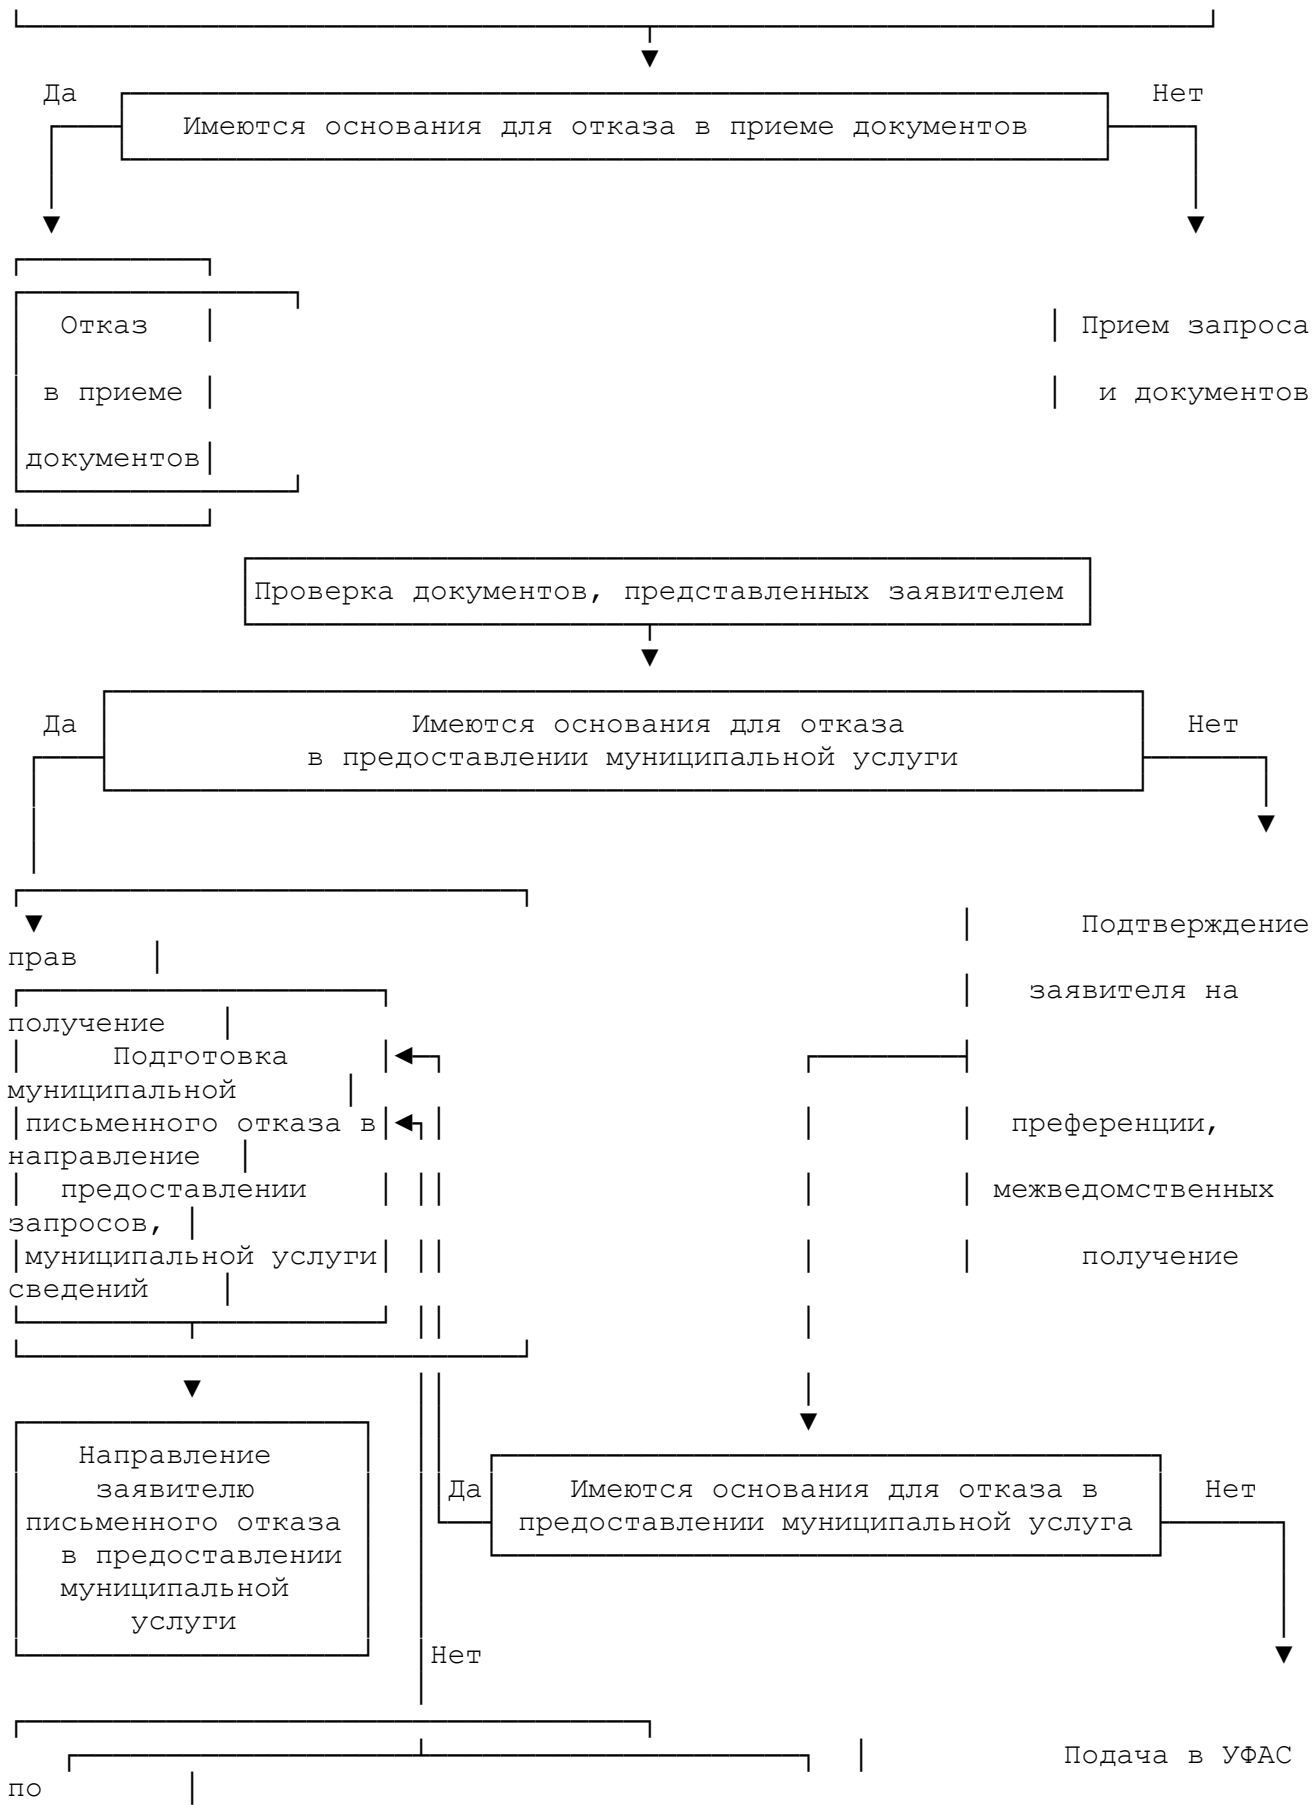 Да Нет
Имеются основания для отказа в приеме документов
Отказ Прием запроса
в приеме и документов
документов
Проверка документов, представленных заявителем
Да Имеются основания для отказа Нет
в предоставлении муниципальной услуги
Подтверждение
прав
заявителя на
получение
Подготовка
муниципальной
письменного отказа в преференции,
направление
предоставлении межведомственных
запросов,
муниципальной услуги получение
сведений
Направление
заявителю Да Имеются основания для отказа в Нет
письменного отказа предоставлении муниципальной услуга
в предоставлении
муниципальной
услуги
Нет
Подача в УФАС
по